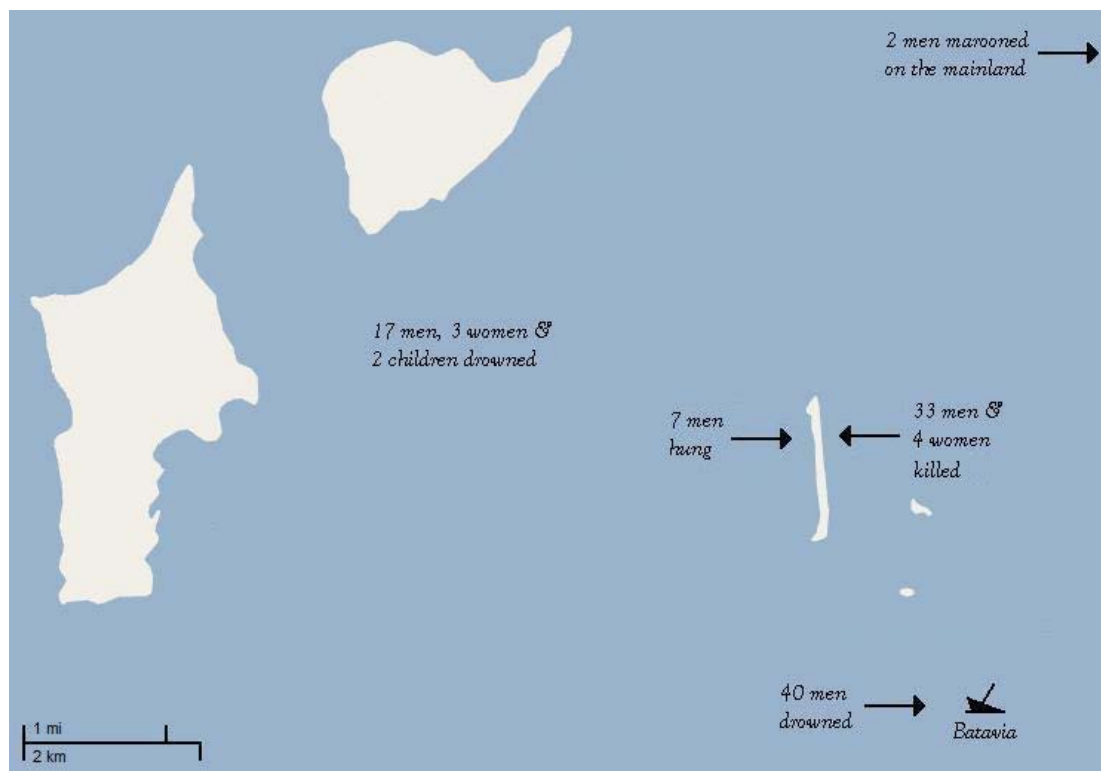 2 men marooned
on the mainland
17 men, 3 women &
2 children drowned
7 men
hung
33 men &
4 women
killed
40 men
drowned
Batavia
1 mi
2 km